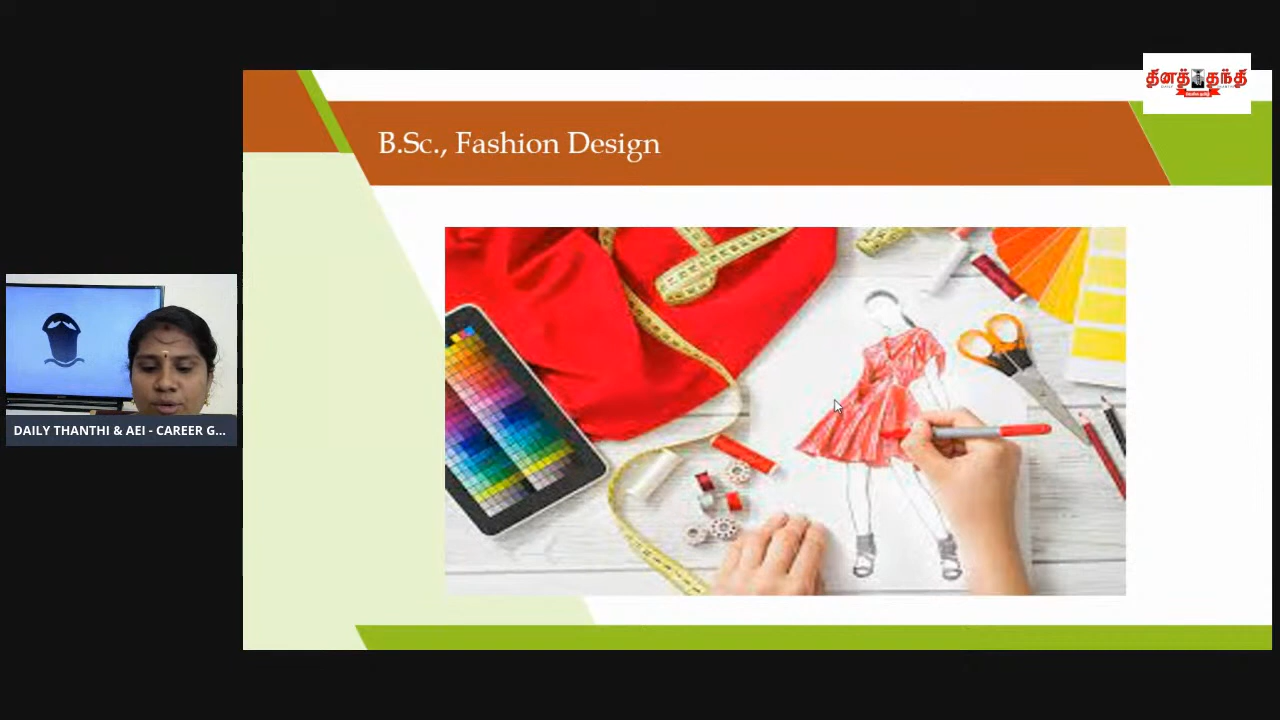 தினத் தந்தி
B.Sc., Fashion Design
DAILY THANTHI & AEI - CAREER G...